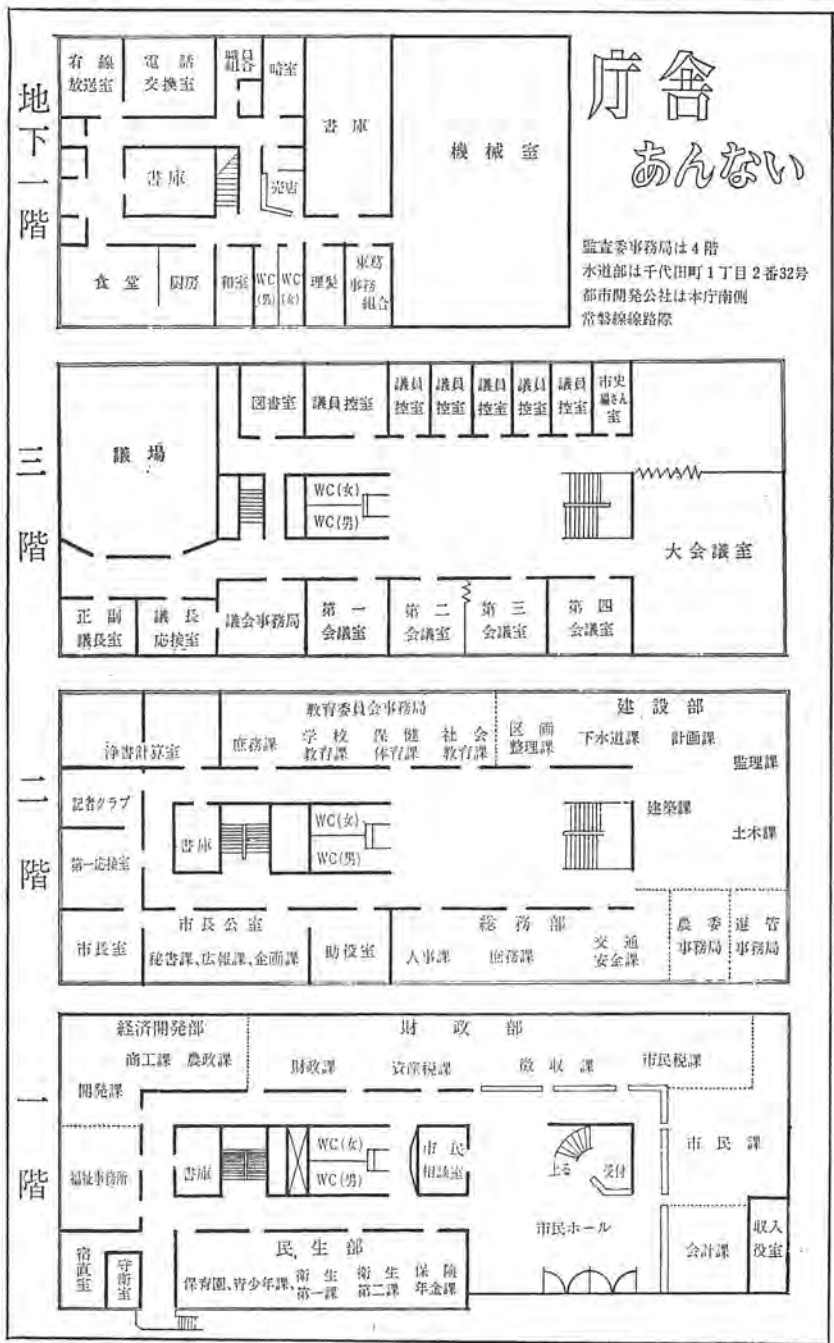 庁舎
あんない
監査委事務局は4階
水道部は千代田町1丁目2番32号
都市開発公社は本庁南側
常磐線線路際
地下一階
有線
放送室
電話
交換室
職員
組合
暗室
書庫
機械室
書庫
売店
食堂
厨房
和室
WC
(男)
WC
(女)
理髪
東葛
事務
組合
三階
議場
図書室
議員控室
議員
控室
議員
控室
議員
控室
議員
控室
議員
控室
市史
編さん
室
WC(女)
WC(男)
大会議室
正副
議長室
議長
応接室
議会事務局
第一
会議室
第二
会議室
第三
会議室
第四
会議室
二階
浄書計算室
教育委員会事務局
庶務課
学校
教育課
保健
体育課
社会
教育課
区画
整理課
建設部
下水道課
計画課
監理課
建築課
土木課
記者クラブ
第一応接室
書庫
WC(女)
WC(男)
市長室
市長公室
秘書課、広報課、企画課
助役室
総務部
人事課
庶務課
交通
安全課
農委
事務局
選管
事務局
一階
経済開発部
商工課
農政課
開発課
財政部
財政課
資産税課
徴収課
市民税課
福祉事務所
書庫
WC(女)
WC(男)
市民
相談室
上る
受付
市民課
市民ホール
会計課
収入
役室
宿直室
守衛室
民生部
保育園、青少年課、
衛生
第一課
衛生
第二課
保険
年金課